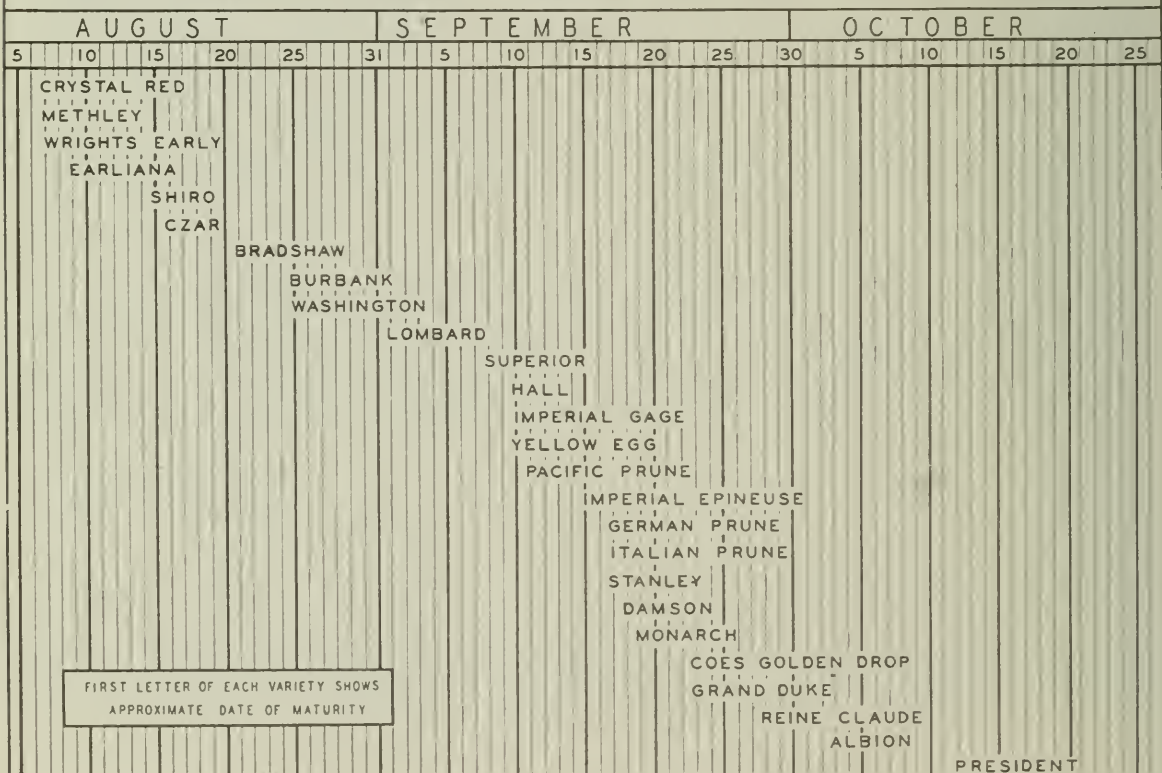 AUGUST SEPTEMBER OCTOBER
5 10 15 20 25 31 5 10 15 20 25 30 5 10 15 20 25
CRYSTAL RED
METHLEY
WRIGHTS EARLY
EARLIANA
SHIRO
CZAR
BRADSHAW
BURBANK
WASHINGTON
LOMBARD
SUPERIOR
HALL
IMPERIAL GAGE
YELLOW EGG
PACIFIC PRUNE
IMPERIAL EPINEUSE
GERMAN PRUNE
ITALIAN PRUNE
STANLEY
DAMSON
MONARCH
COES GOLDEN DROP
GRAND DUKE
REINE CLAUDE
ALBION
PRESIDENT
FIRST LETTER OF EACH VARIETY SHOWS
APPROXIMATE DATE OF MATURITY